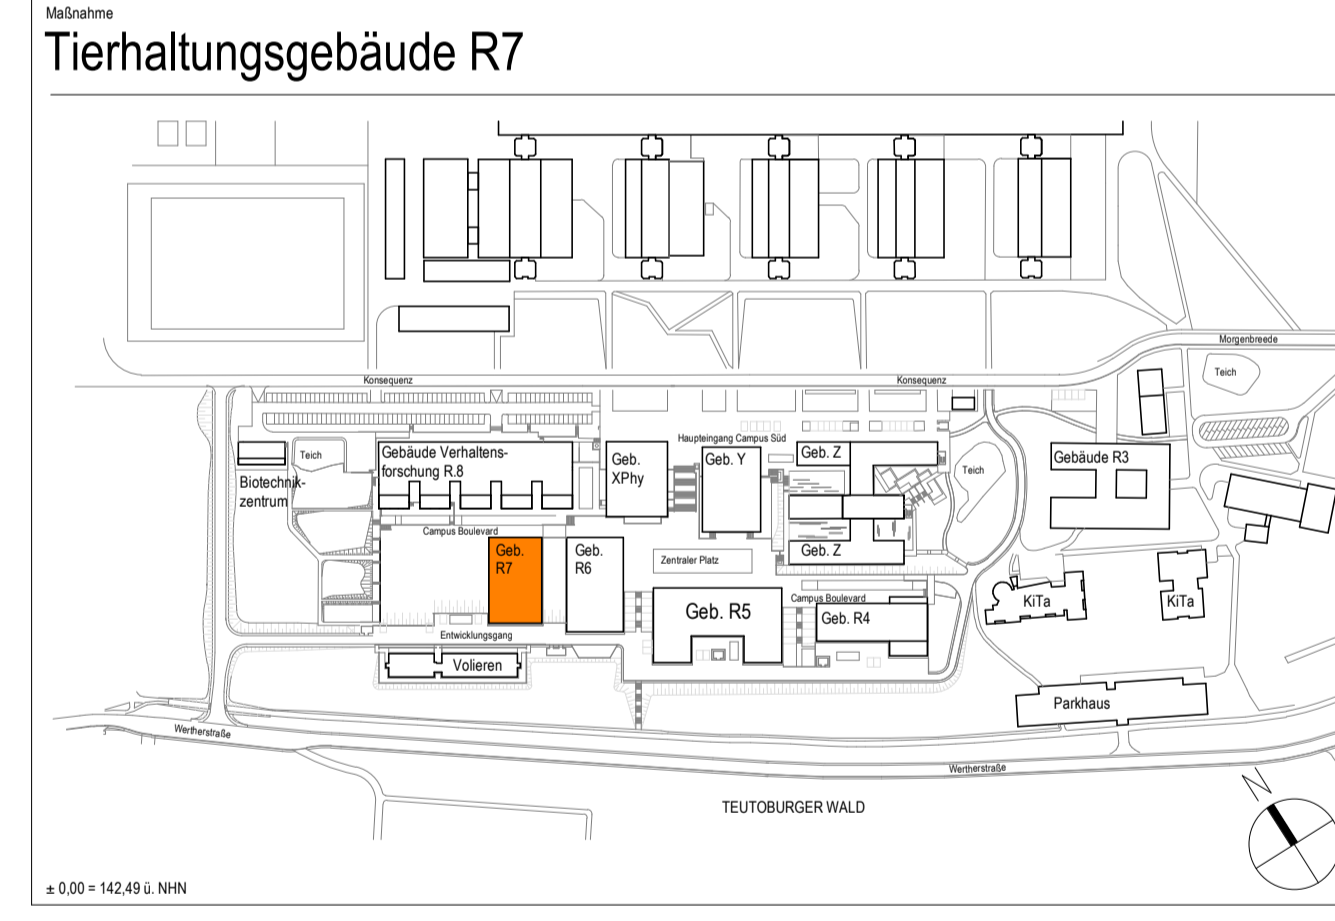 Maßnahme
Tierhaltungsgebäude R7
Morgenbreede
Konsequenz
Konsequenz
Teich
Haupteingang Campus Süd
Teich
Gebäude Verhaltens-
forschung R.8
Geb.
XPhy
Geb. Y
Geb. Z
Teich
Gebäude R3
Biotechnik-
zentrum
Campus Boulevard
Geb.
R7
Geb.
R6
Zentraler Platz
Geb. Z
Campus Boulevard
KiTa
KiTa
Geb. R5
Geb. R4
Entwicklungsgang
Volieren
Parkhaus
Wertherstraße
Wertherstraße
TEUTOBURGER WALD
N
± 0,00 = 142,49 ü. NHN